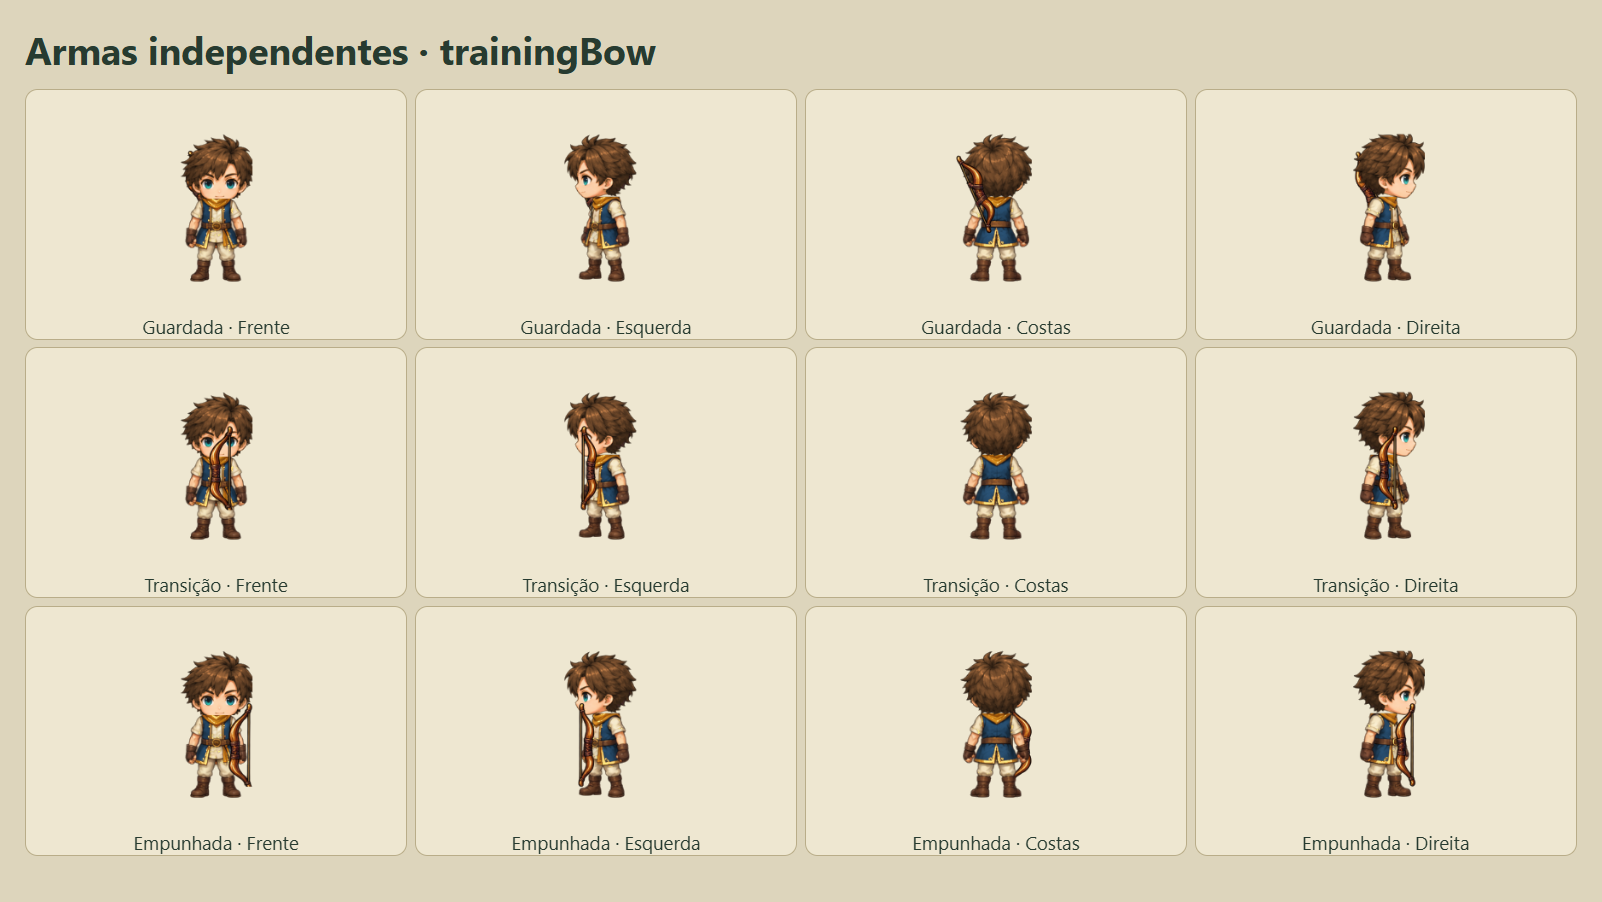 Armas independentes · trainingBow
Guardada · Frente
Guardada · Esquerda
Guardada · Costas
Guardada · Direita
Transição · Frente
Transição · Esquerda
Transição · Costas
Transição · Direita
Empunhada · Frente
Empunhada · Esquerda
Empunhada · Costas
Empunhada · Direita